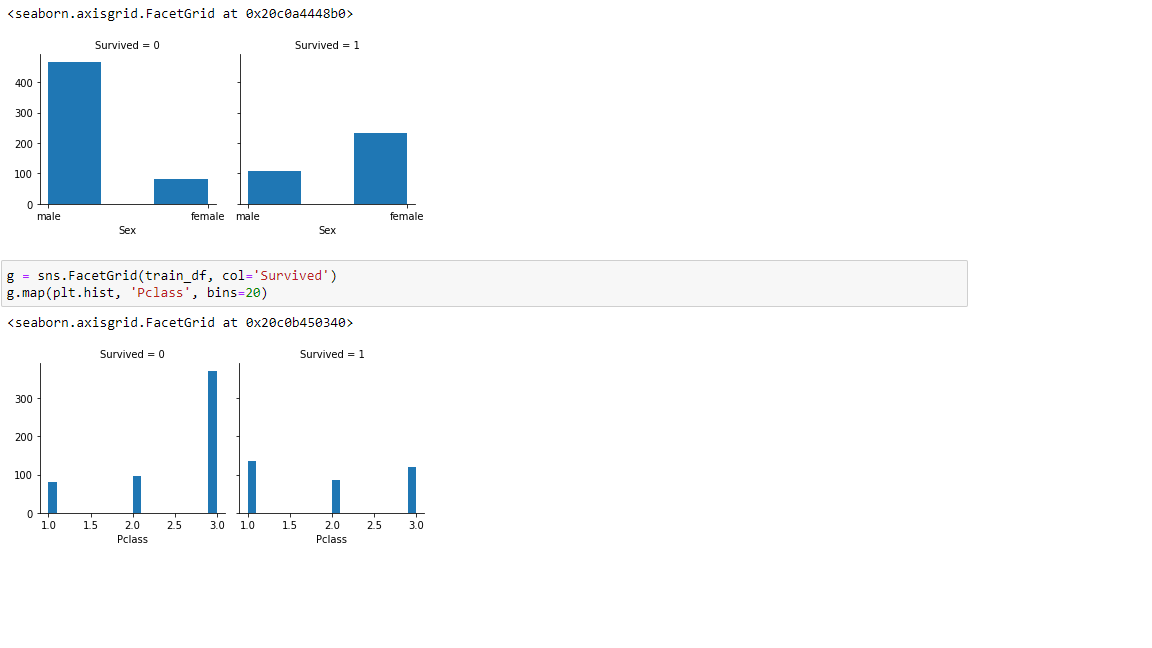 <seaborn.axisgrid.FacetGrid at 0x20c0a4448b0>
Survived = 0 Survived = 1
400
300
200
100
0
male female male female
Sex Sex
g = sns.FacetGrid(train_df, col='Survived')
g.map(plt.hist, 'Pclass', bins=20)
<seaborn.axisgrid.FacetGrid at 0x20c0b450340>
Survived = 0 Survived = 1
300
200
100
0
1.0 1.5 2.0 2.5 3.0 1.0 1.5 2.0 2.5 3.0
Pclass Pclass